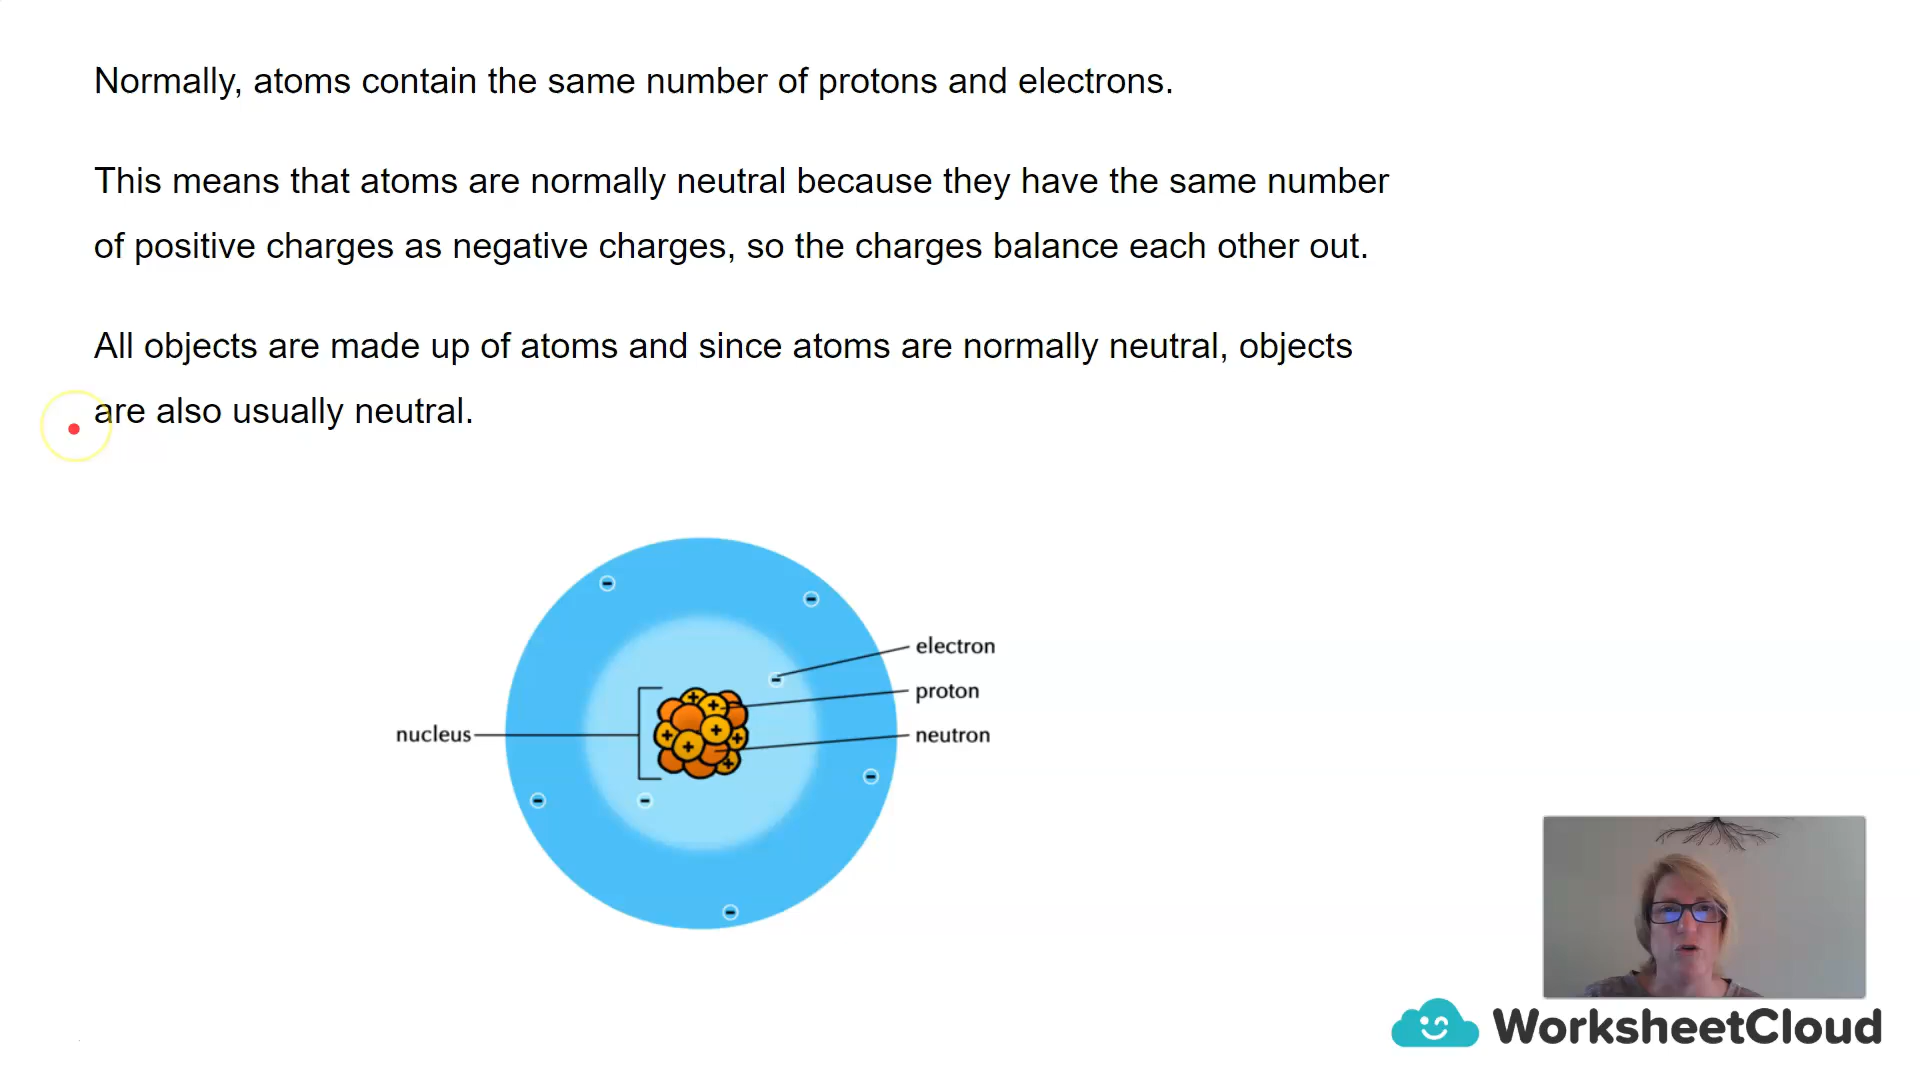 Normally, atoms contain the same number of protons and electrons.
This means that atoms are normally neutral because they have the same number
of positive charges as negative charges, so the charges balance each other out.
All objects are made up of atoms and since atoms are normally neutral, objects
are also usually neutral.
electron
proton
nucleus
neutron
WorksheetCloud